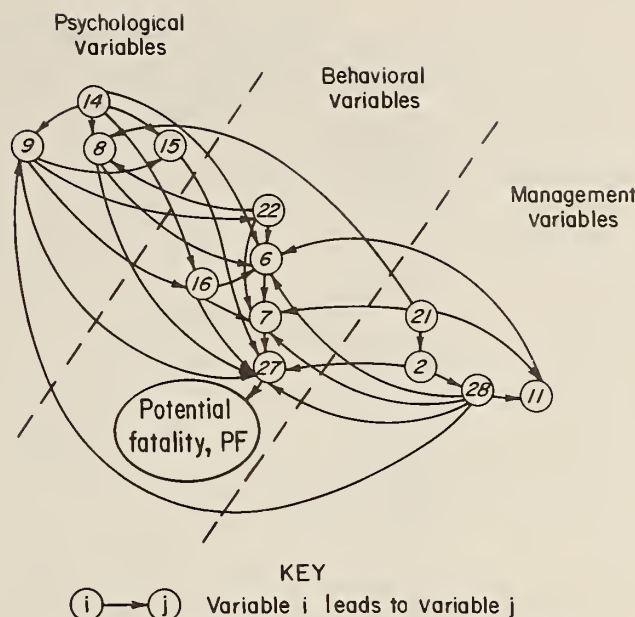 Psychological
Variables
Behavioral
Variables
Management
Variables
14
9
8
15
22
6
16
7
21
27
2
28
11
Potential
fatality, PF
KEY
i j Variable i leads to variable j